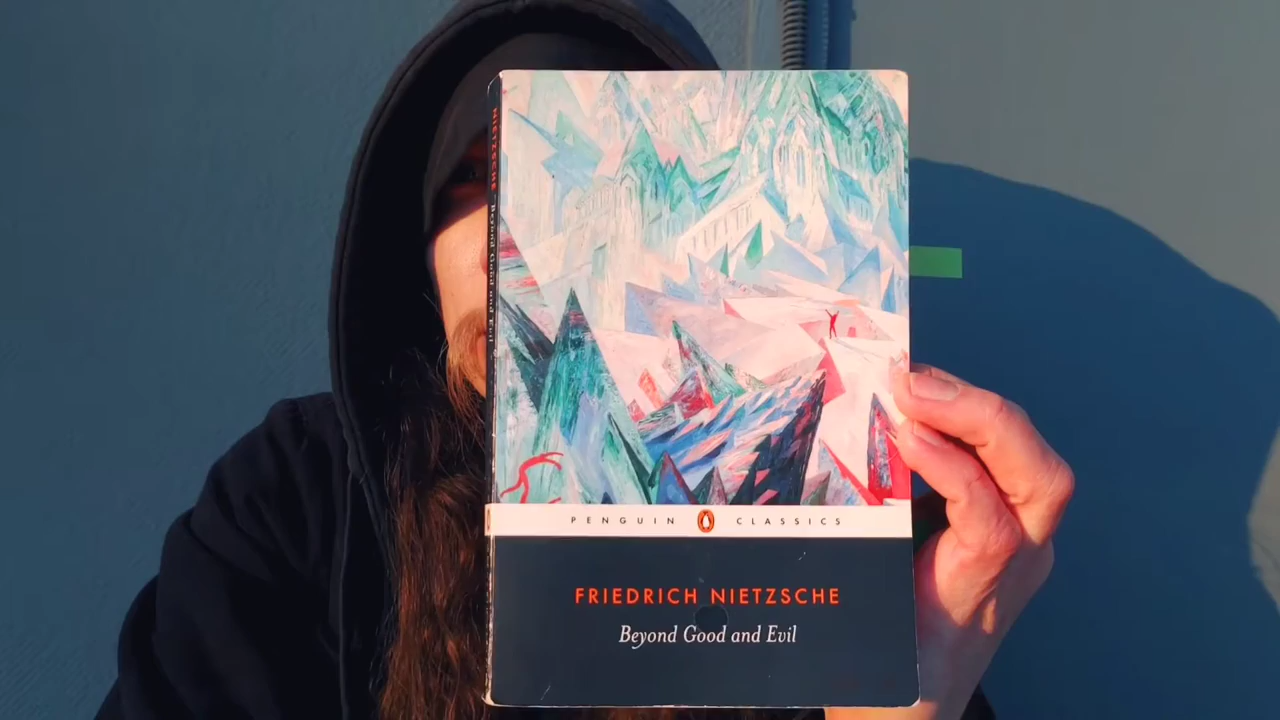 NIETZSCHE Beyond Good and Evil
PENGUIN CLASSICS
FRIEDRICH NIETZSCHE
Beyond Good and Evil